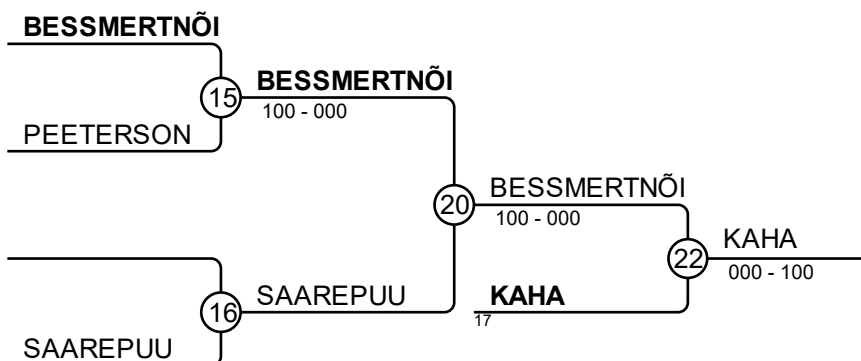 BESSMERTNÕI
15
BESSMERTNÕI
100 - 000
PEETERSON
20
BESSMERTNÕI
100 - 000
22
KAHA
000 - 100
16
SAAREPUU
KAHA
17
SAAREPUU